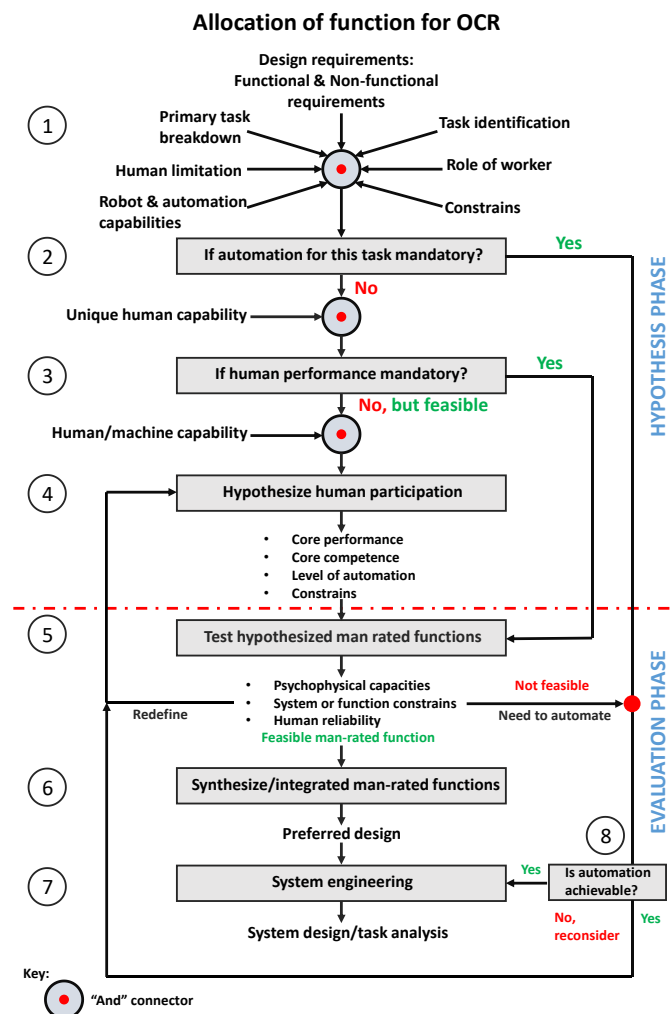 Allocation of function for OCR
Design requirements:
Functional & Non-functional
requirements
1
Primary task
breakdown
Task identification
Human limitation
Role of worker
Robot & automation
capabilities
Constrains
2
If automation for this task mandatory?
Yes
No
Unique human capability
3
If human performance mandatory?
Yes
No, but feasible
Human/machine capability
4
Hypothesize human participation
• Core performance
• Core competence
• Level of automation
• Constrains
HYPOTHESIS PHASE
5
Test hypothesized man rated functions
• Psychophysical capacities
• System or function constrains
• Human reliability
Feasible man-rated function
Redefine
Not feasible
Need to automate
EVALUATION PHASE
6
Synthesize/integrated man-rated functions
Preferred design
8
7
System engineering
Yes
Is automation
achievable?
No,
reconsider
Yes
System design/task analysis
Key:
“And” connector